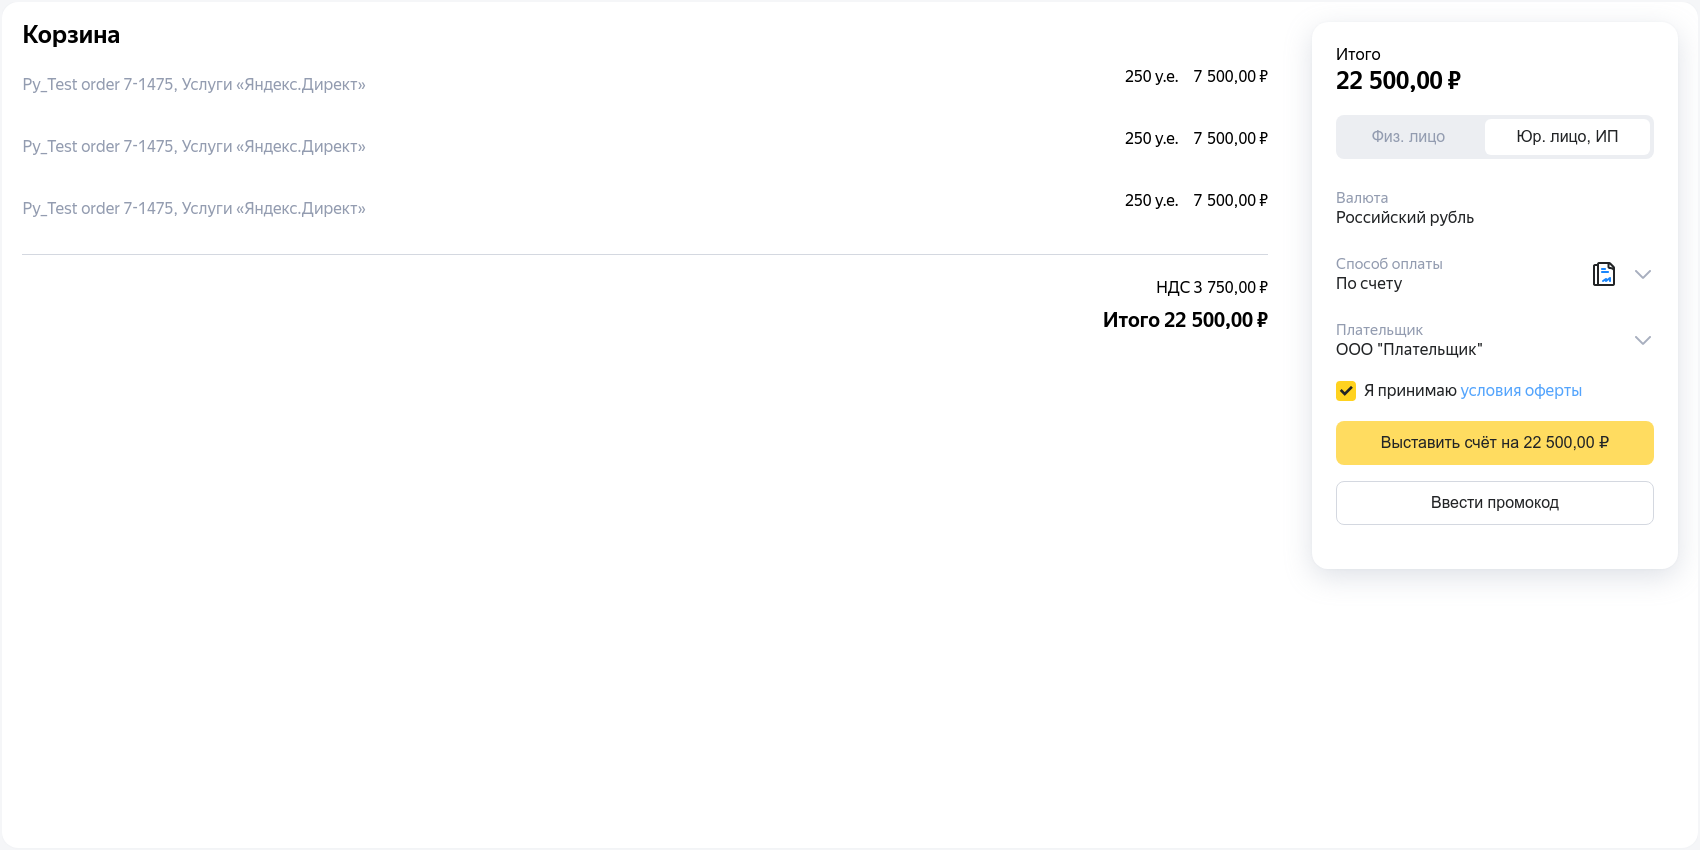 Корзина
Py_Test order 7-1475, Услуги «Яндекс.Директ» 250 у.е. 7 500,00 ₽
Py_Test order 7-1475, Услуги «Яндекс.Директ» 250 у.е. 7 500,00 ₽
Py_Test order 7-1475, Услуги «Яндекс.Директ» 250 у.е. 7 500,00 ₽
НДС 3 750,00 ₽
Итого 22 500,00 ₽
Итого
22 500,00 ₽
Физ. лицо Юр. лицо, ИП
Валюта
Российский рубль
Способ оплаты
По счету
Плательщик
ООО "Плательщик"
Я принимаю условия оферты
Выставить счёт на 22 500,00 ₽
Ввести промокод